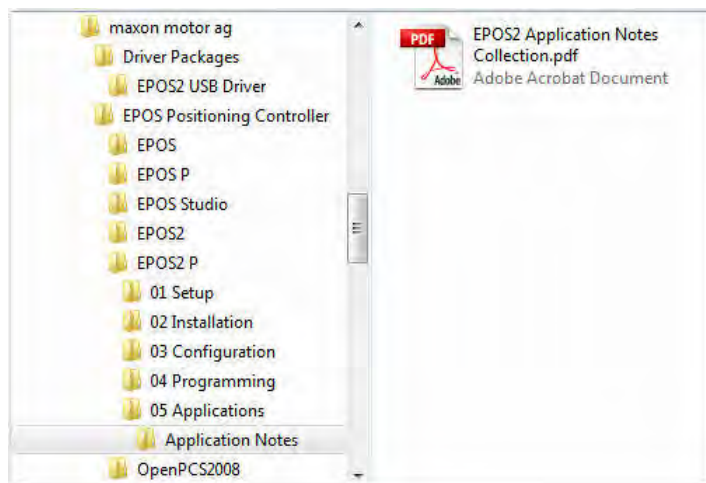 maxon motor ag
Driver Packages
EPOS2 USB Driver
EPOS Positioning Controller
EPOS
EPOS P
EPOS Studio
EPOS2
EPOS2 P
01 Setup
02 Installation
03 Configuration
04 Programming
05 Applications
Application Notes
OpenPCS2008
PDF
Adobe
EPOS2 Application Notes
Collection.pdf
Adobe Acrobat Document